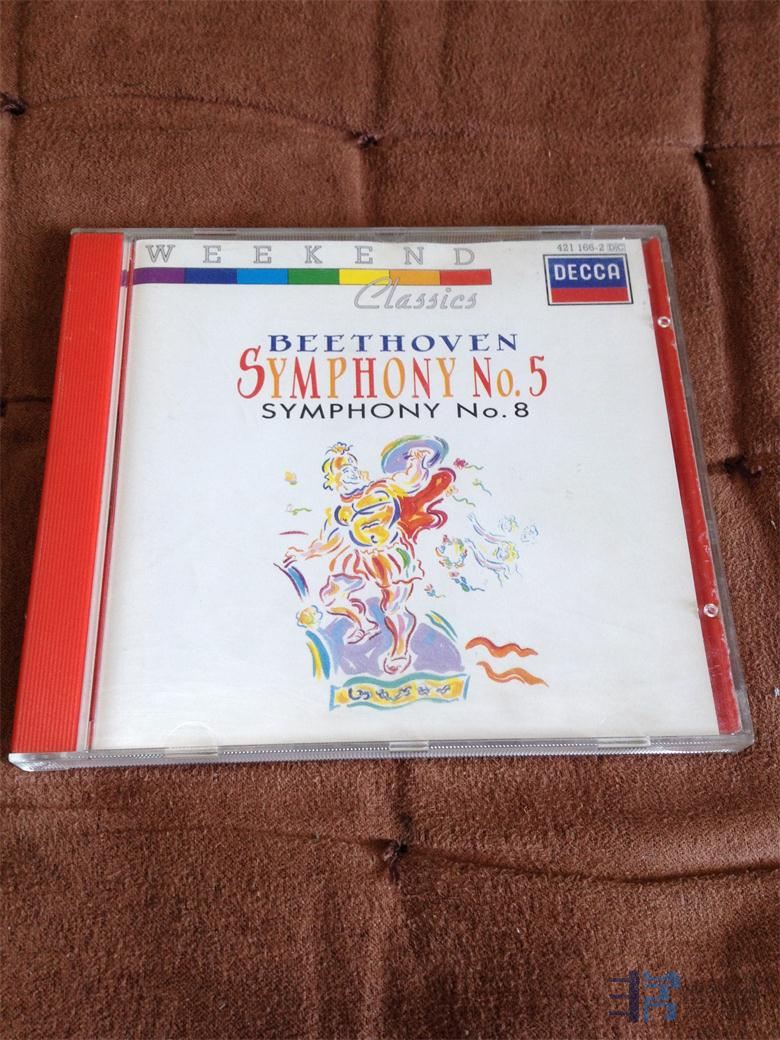 WEEKEND
Classics
421 166-2 DC
DECCA
BEETHOVEN
SYMPHONY No. 5
SYMPHONY No. 8